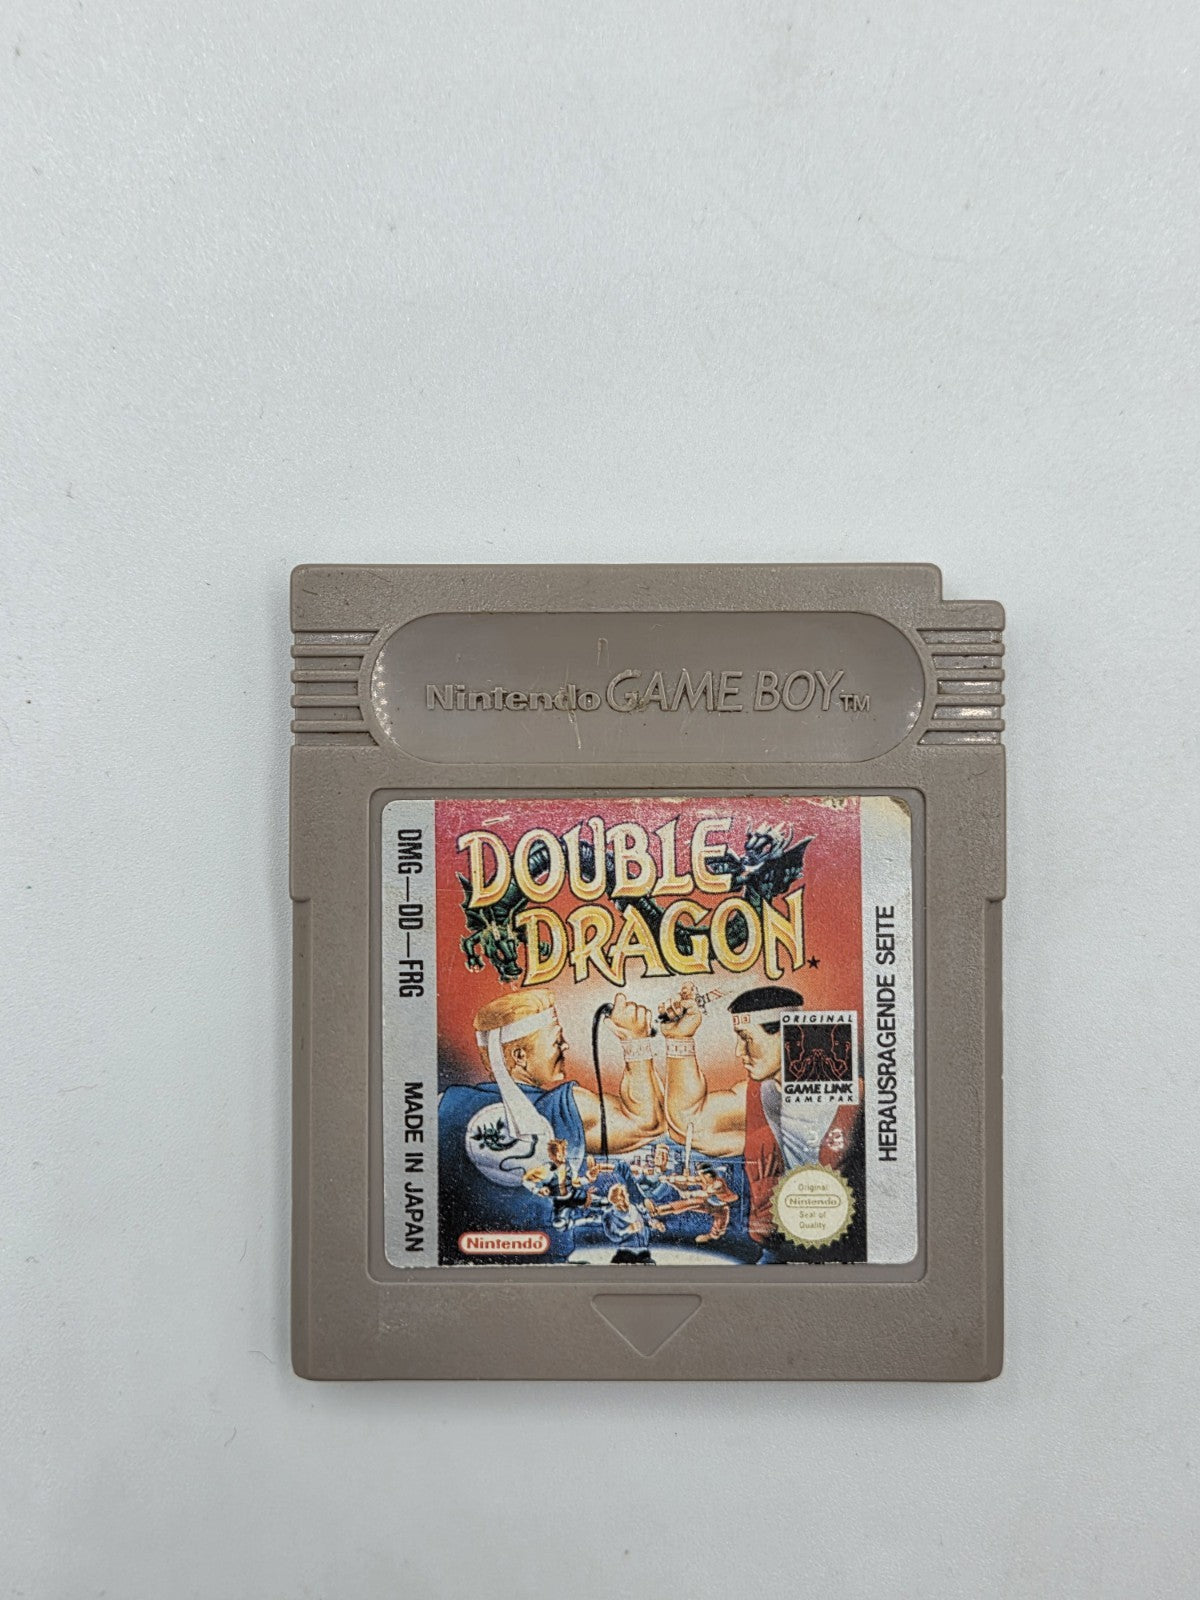 Nintendo GAME BOY TM
DMG-DD-FRG
MADE IN JAPAN
DOUBLE
DRAGON
ORIGINAL
GAME LINK
GAME PAK
Original
Nintendo
Seal of
Quality
Nintendo
HERAUSRAGENDE SEITE